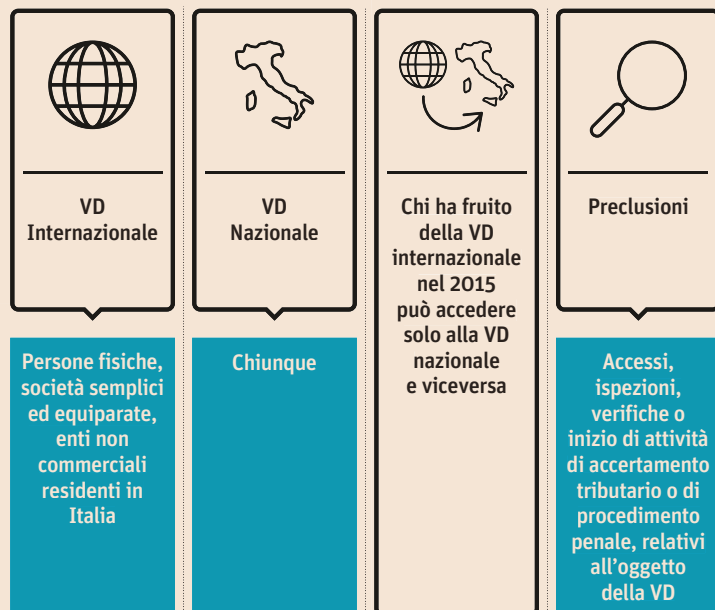 VD
Internazionale
Persone fisiche,
società semplici
ed equiparate,
enti non
commerciali
residenti in
Italia
VD
Nazionale
Chiunque
Chi ha fruito
della VD
internazionale
nel 2015
può accedere
solo alla VD
nazionale
e viceversa
Preclusioni
Accessi,
ispezioni,
verifiche o
inizio di attività
di accertamento
tributario o di
procedimento
penale, relativi
all'oggetto
della VD